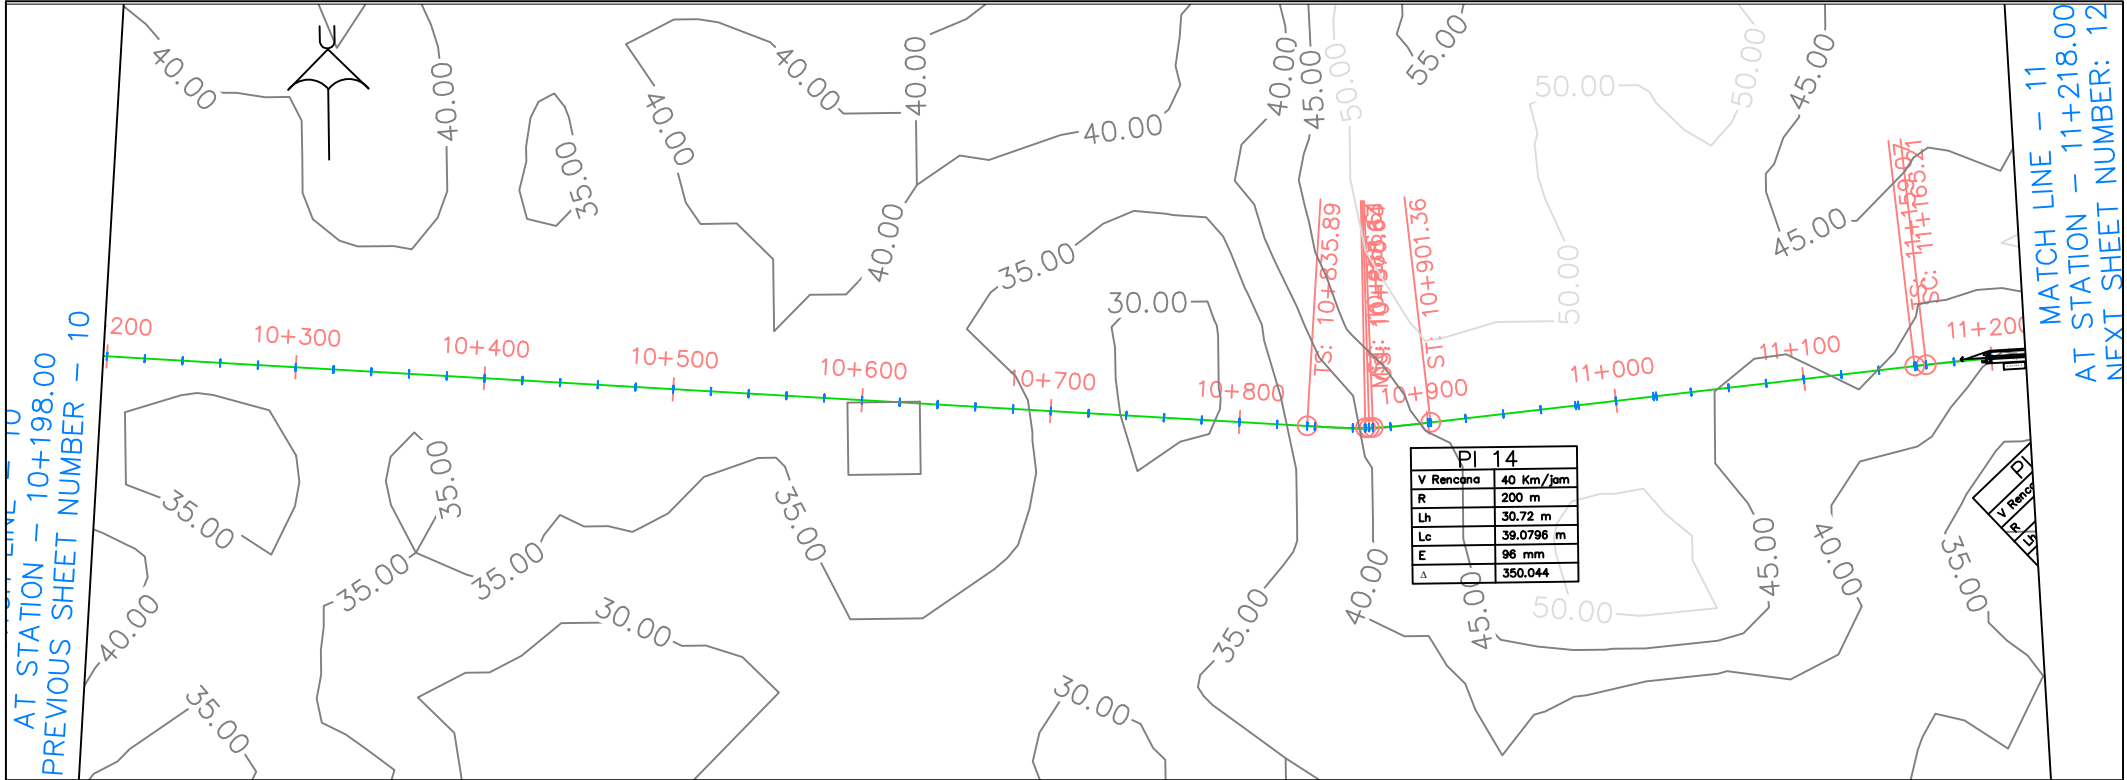 AT STATION - 10+198.00
PREVIOUS SHEET NUMBER - 10
U
40.00
40.00
35.00
40.00
40.00
40.00
40.00
40.00
35.00
30.00
40.00
45.00
50.00
55.00
50.00
50.00
50.00
45.00
45.00
200
10+300
10+400
10+500
10+600
10+700
10+800
10+900
11+000
11+100
11+200
TS: 10+835.89
ST: 10+901.36
TS: 11+159.07
SC: 11+165.21
PI 14
V Rencana 40 Km/jam
R 200 m
Lh 30.72 m
Lc 39.0796 m
E 96 mm
Δ 350.044
35.00
35.00
35.00
35.00
35.00
40.00
30.00
35.00
30.00
35.00
40.00
45.00
50.00
45.00
40.00
35.00
PI
R
MATCH LINE - 11
AT STATION - 11+218.00
NEXT SHEET NUMBER: 12